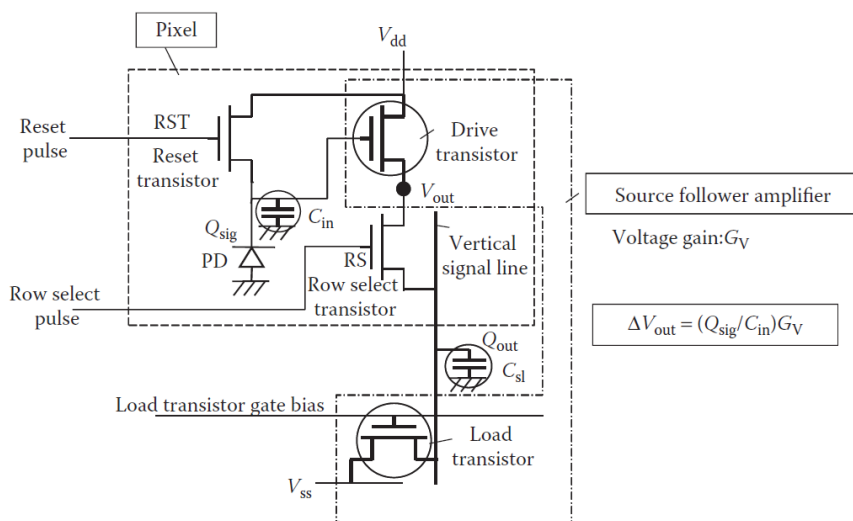 Pixel
V_dd
Reset
pulse
RST
Reset
transistor
Drive
transistor
V_out
Source follower amplifier
Voltage gain:G_V
C_in
Q_sig
PD
RS
Row select
transistor
Vertical
signal line
Row select
pulse
ΔV_out = (Q_sig/C_in)G_V
Q_out
C_sl
Load transistor gate bias
Load
transistor
V_ss